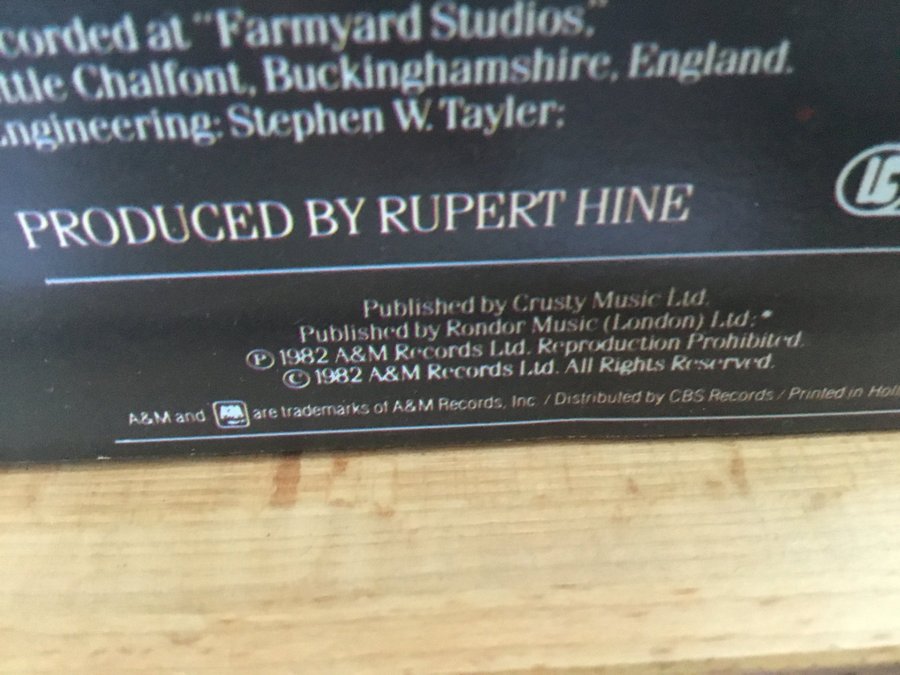 corded at "Farmyard Studios,"
ttle Chalfont, Buckinghamshire, England.
ngineering: Stephen W. Tayler;
LC
PRODUCED BY RUPERT HINE
Published by Crusty Music Ltd.
Published by Rondor Music (London) Ltd;*
Ⓟ 1982 A&M Records Ltd. Reproduction Prohibited.
© 1982 A&M Records Ltd. All Rights Reserved.
A&M and A&M are trademarks of A&M Records, Inc. / Distributed by CBS Records / Printed in Hol